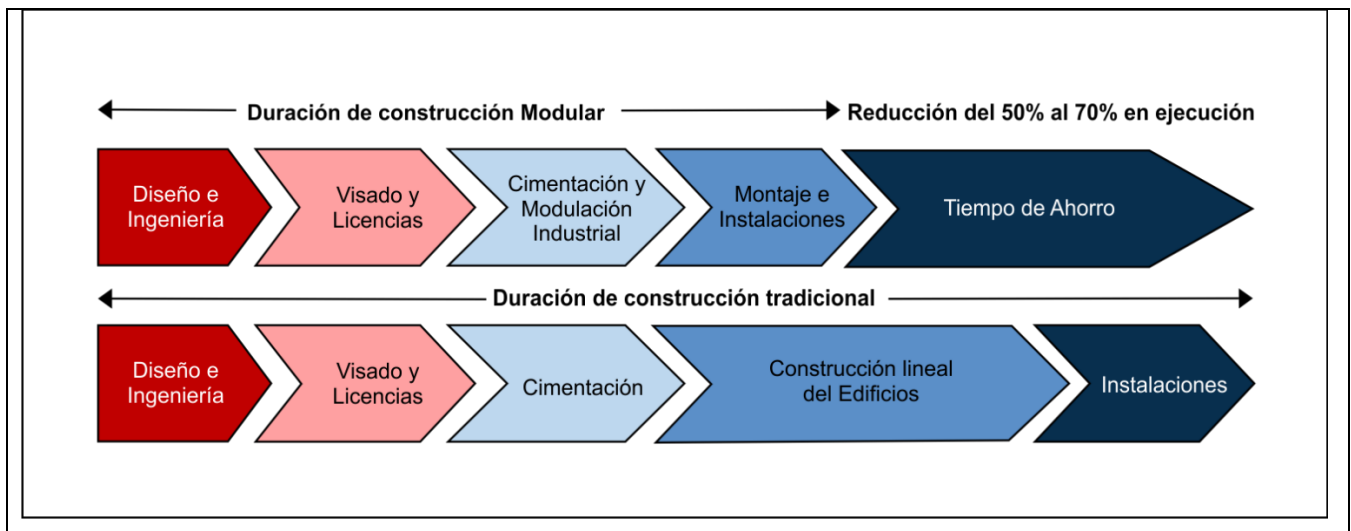 Duración de construcción Modular
Reducción del 50% al 70% en ejecución
Diseño e
Ingeniería
Visado y
Licencias
Cimentación y
Modulación
Industrial
Montaje e
Instalaciones
Tiempo de Ahorro
Duración de construcción tradicional
Diseño e
Ingeniería
Visado y
Licencias
Cimentación
Construcción lineal
del Edificios
Instalaciones